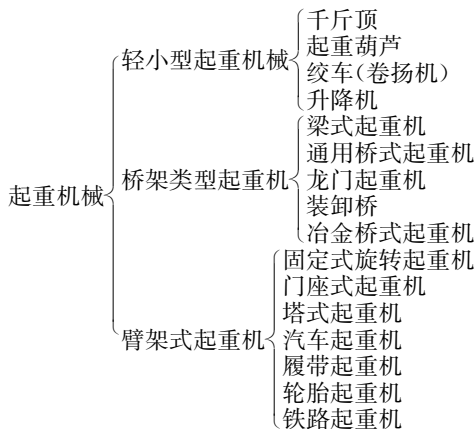 千斤顶
起重葫芦
轻小型起重机械
绞车(卷扬机)
升降机
梁式起重机
通用桥式起重机
桥架类型起重机
龙门起重机
起重机械
装卸桥
冶金桥式起重机
固定式旋转起重机
门座式起重机
塔式起重机
臂架式起重机
汽车起重机
履带起重机
轮胎起重机
铁路起重机